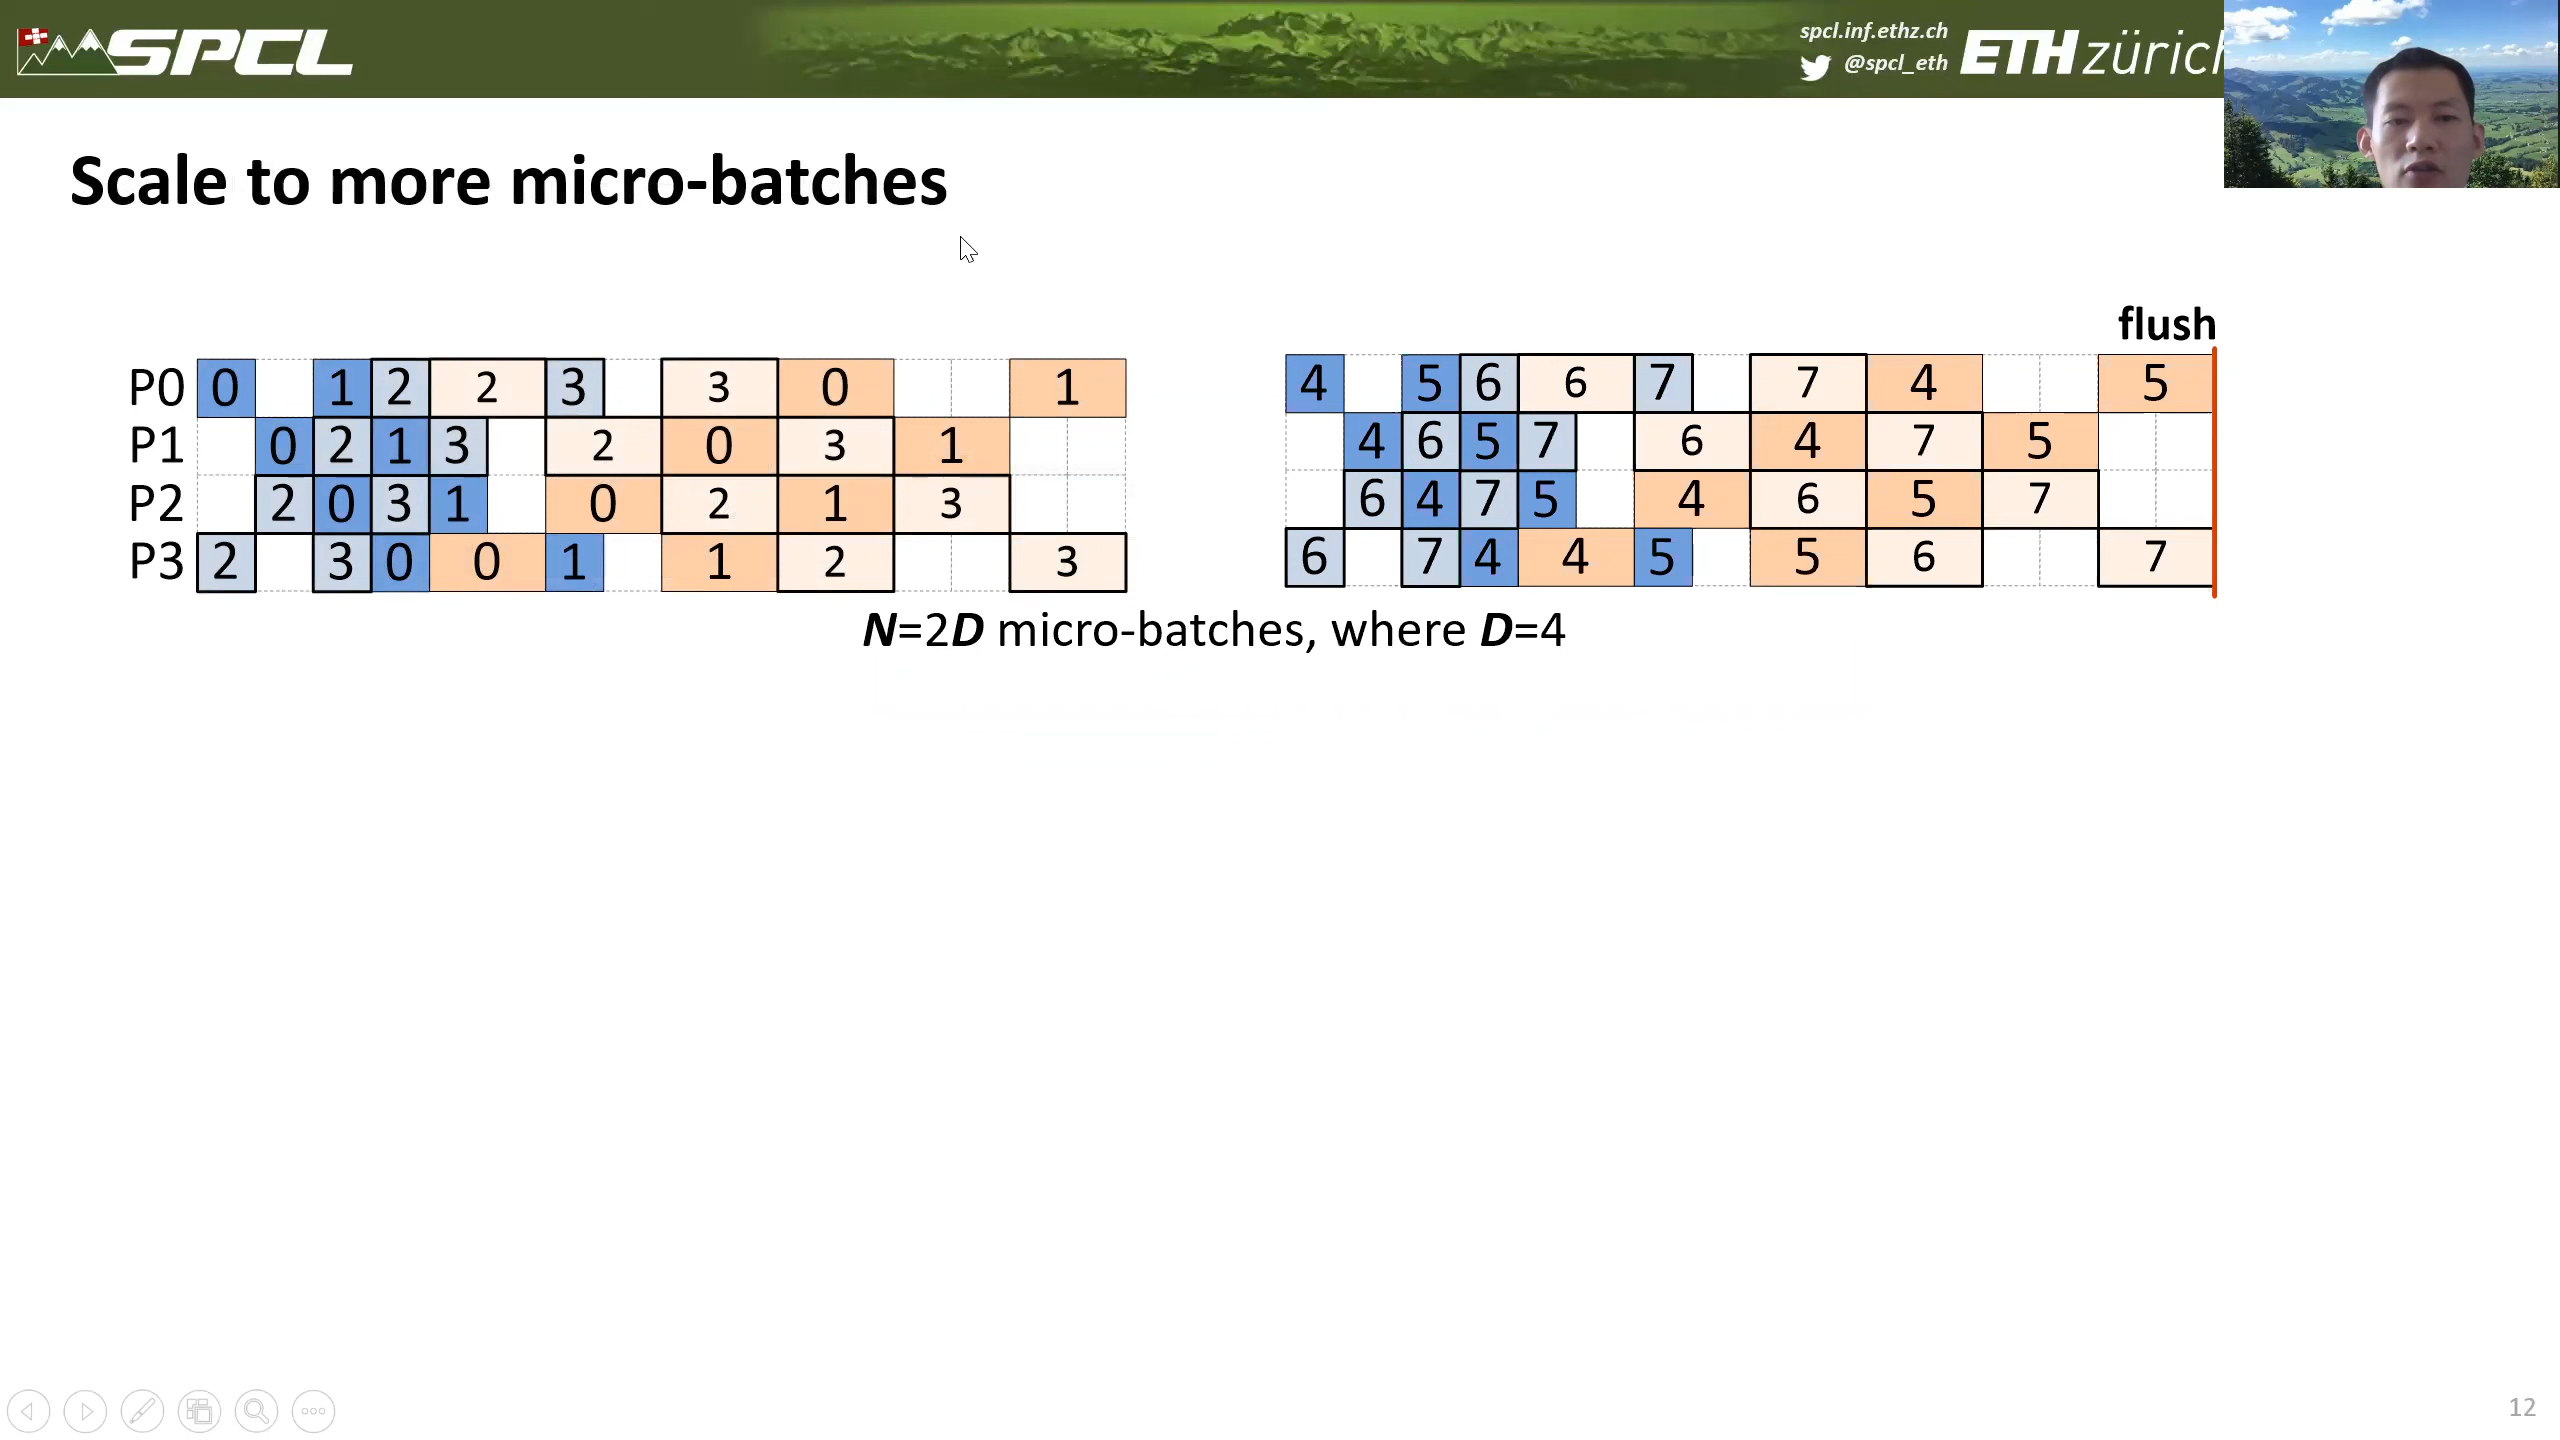 SPCL
spcl.inf.ethz.ch
@spcl_eth
ETH zürich
Scale to more micro-batches
flush
P0 0 1 2 2 3 3 0 1
P1 0 2 1 3 2 0 3 1
P2 2 0 3 1 0 2 1 3
P3 2 3 0 0 1 1 2 3
4 5 6 6 7 7 4 5
4 6 5 7 6 4 7 5
6 4 7 5 4 6 5 7
6 7 4 4 5 5 6 7
N=2D micro-batches, where D=4
12